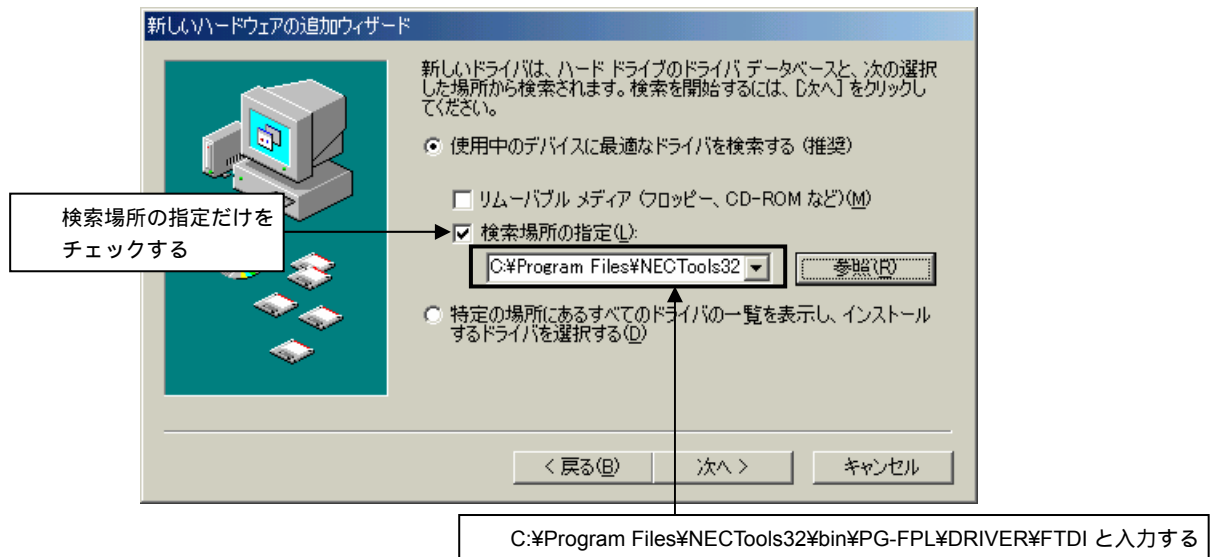 新しいハードウェアの追加ウィザード
新しいドライバは、ハード ドライブのドライバ データベースと、次の選択
した場所から検索されます。検索を開始するには、[次へ] をクリックし
てください。
使用中のデバイスに最適なドライバを検索する (推奨)
リムーバブル メディア (フロッピー、CD-ROM など)(M)
検索場所の指定だけを
チェックする
検索場所の指定(L):
C:¥Program Files¥NECTools32
参照(R)
特定の場所にあるすべてのドライバの一覧を表示し、インストール
するドライバを選択する(D)
< 戻る(B)
次へ >
キャンセル
C:¥Program Files¥NECTools32¥bin¥PG-FPL¥DRIVER¥FTDI と入力する